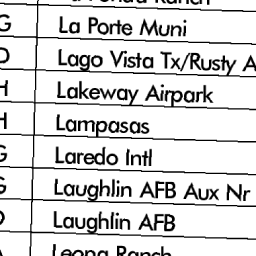 G La Porte Muni
D Lago Vista Tx/Rusty
H Lakeway Airpark
H Lampasas
G Laredo Intl
G Laughlin AFB Aux Nr
Laughlin AFB
Leona Ranch